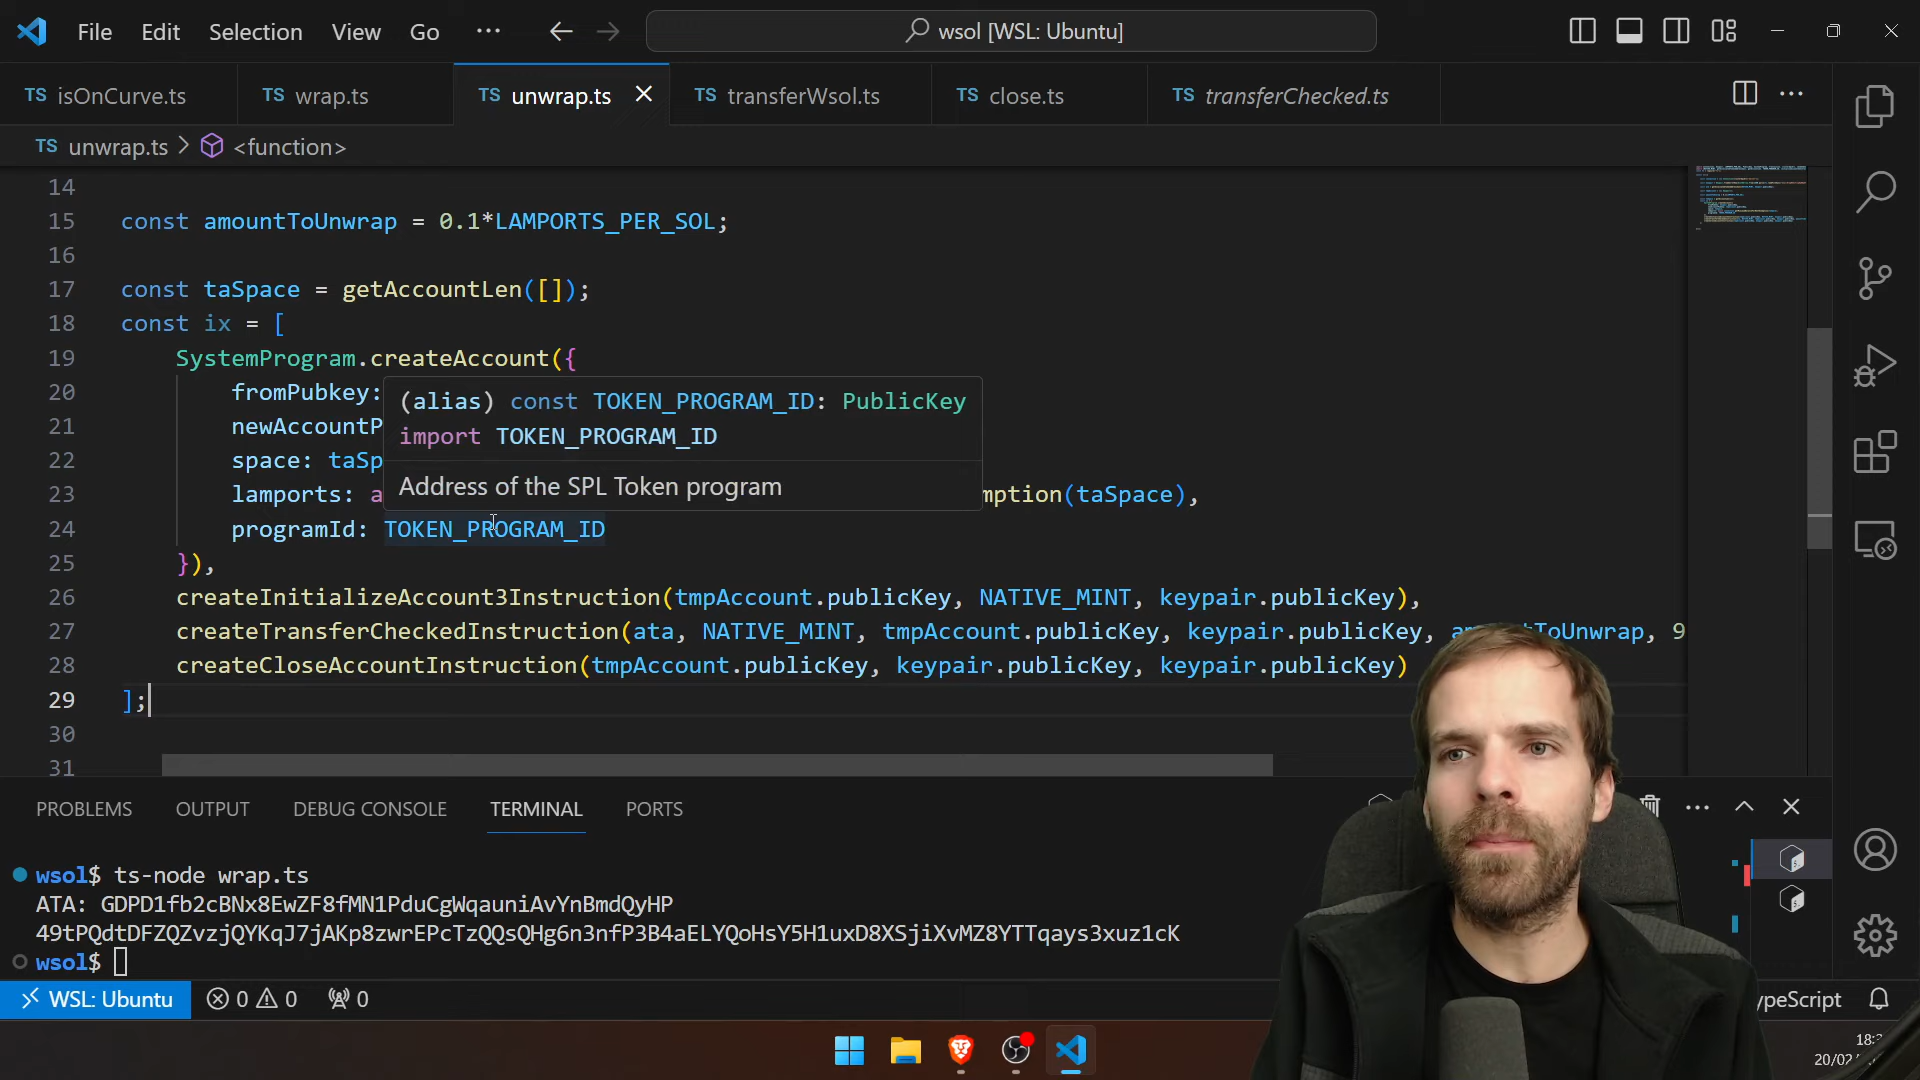 File Edit Selection View Go ··· wsol [WSL: Ubuntu]
TS isOnCurve.ts TS wrap.ts TS unwrap.ts TS transferWsol.ts TS close.ts TS transferChecked.ts
TS unwrap.ts > <function>
14
15 const amountToUnwrap = 0.1*LAMPORTS_PER_SOL;
16
17 const taSpace = getAccountLen([]);
18 const ix = [
19 SystemProgram.createAccount({
20 fromPubkey:
(alias) const TOKEN_PROGRAM_ID: PublicKey
21 newAccountP
import TOKEN_PROGRAM_ID
22 space: taSp
Address of the SPL Token program
23 lamports: a mption(taSpace),
24 programId: TOKEN_PROGRAM_ID
25 }),
26 createInitializeAccount3Instruction(tmpAccount.publicKey, NATIVE_MINT, keypair.publicKey),
27 createTransferCheckedInstruction(ata, NATIVE_MINT, tmpAccount.publicKey, keypair.publicKey, amountToUnwrap, 9
28 createCloseAccountInstruction(tmpAccount.publicKey, keypair.publicKey, keypair.publicKey)
29 ];
30
31
PROBLEMS OUTPUT DEBUG CONSOLE TERMINAL PORTS
wsol$ ts-node wrap.ts
ATA: GDPD1fb2cBNx8EwZF8fMN1PduCgWqauniAvYnBmdQyHP
49tPQdtDFZQZvzjQYKqJ7jAKp8zwrEPcTzQQsQHg6n3nfP3B4aELYQoHsY5H1uxD8XSjiXvMZ8YTTqays3xuz1cK
wsol$
WSL: Ubuntu 0 0 0 ypeScript
18:
20/02/